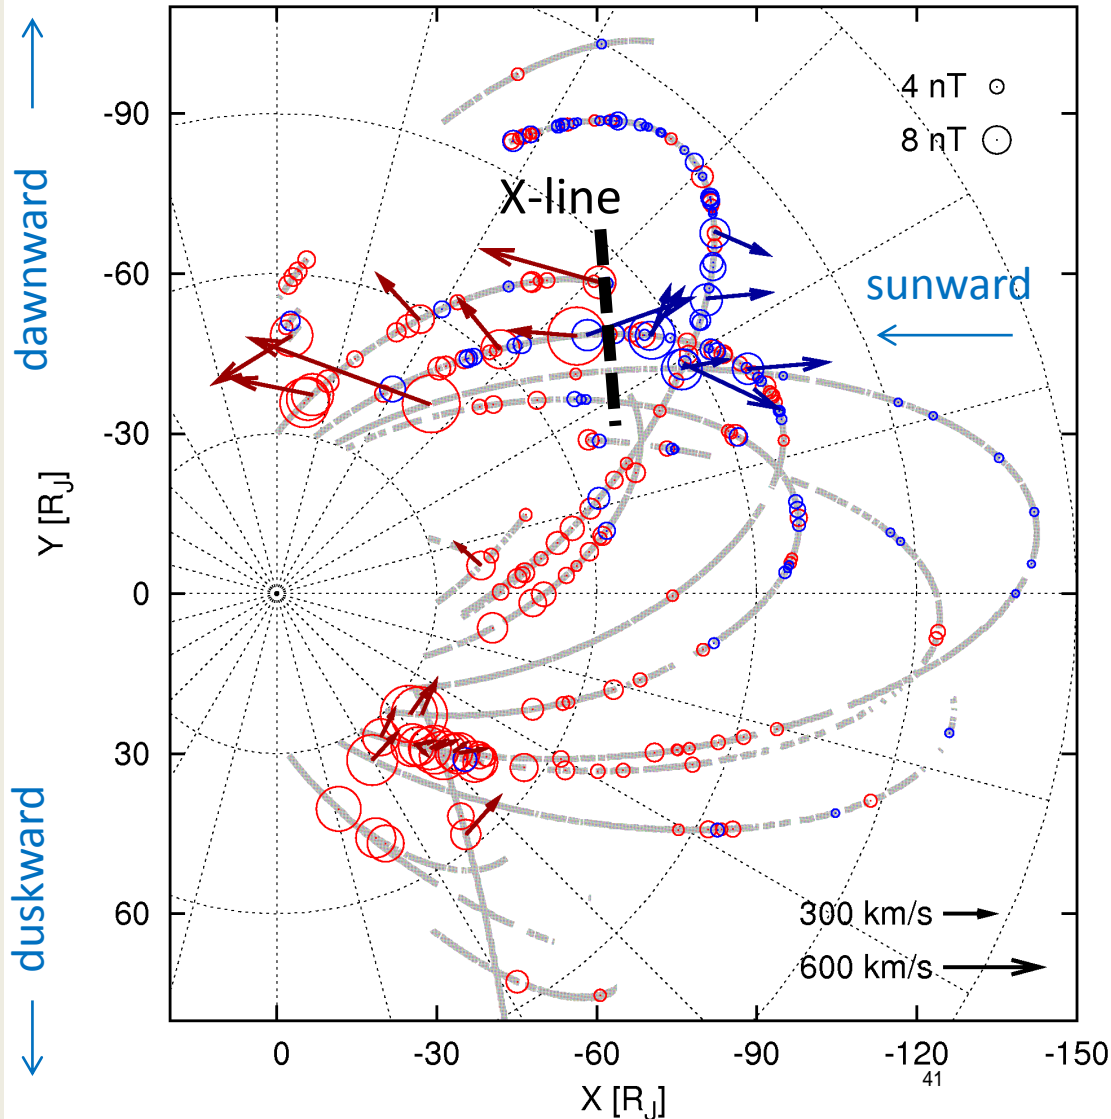 4 nT
8 nT
X-line
sunward
dawnward
duskward
-90
-60
-30
0
30
60
Y [RJ]
300 km/s
600 km/s
0
-30
-60
-90
-120
-150
41
X [RJ]